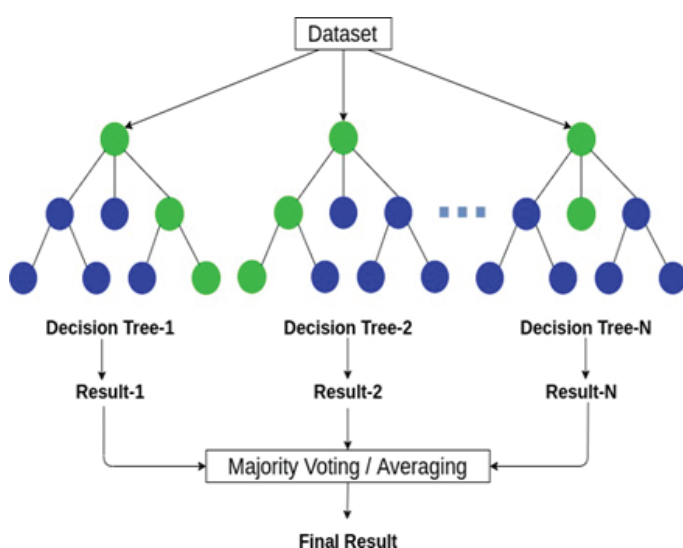 Dataset
Decision Tree-1
Decision Tree-2
Decision Tree-N
Result-1
Result-2
Result-N
Majority Voting / Averaging
Final Result